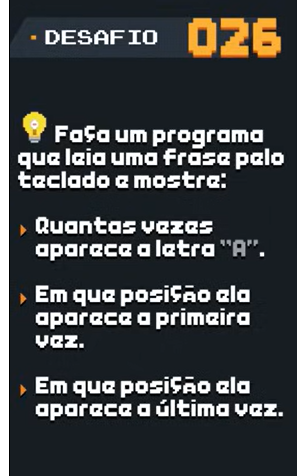 DESAFIO 026
Faça um programa
que leia uma frase pelo
teclado e mostre:
Quantas vezes
aparece a letra "A".
Em que posição ela
aparece a primeira
vez.
Em que posição ela
aparece a última vez.